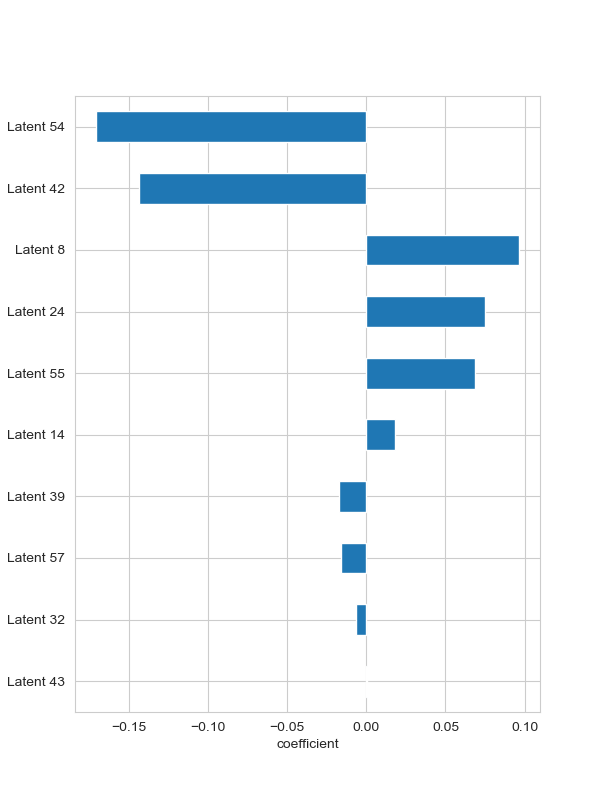 Latent 54
Latent 42
Latent 8
Latent 24
Latent 55
Latent 14
Latent 39
Latent 57
Latent 32
Latent 43
−0.15 −0.10 −0.05 0.00 0.05 0.10
coefficient